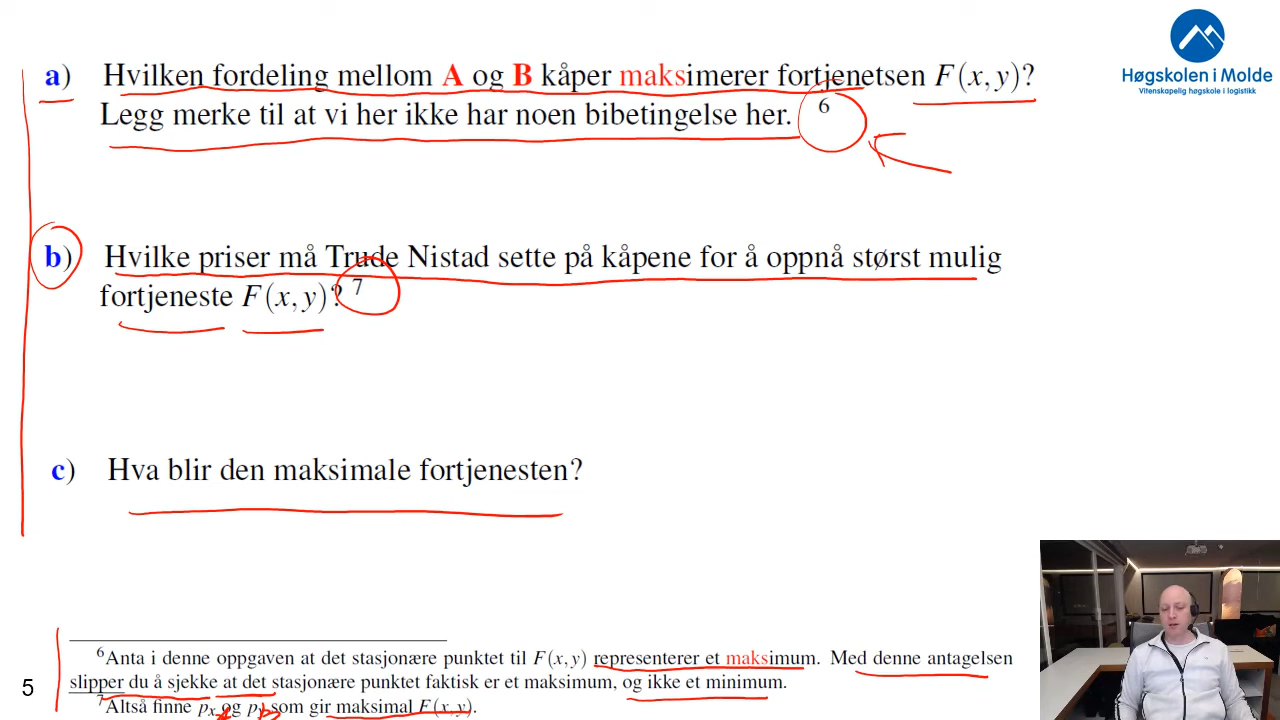 Høgskolen i Molde
Vitenskapelig høgskole i logistikk
a) Hvilken fordeling mellom A og B kåper maksimerer fortjenetsen F(x, y)?
Legg merke til at vi her ikke har noen bibetingelse her. 6
b) Hvilke priser må Trude Nistad sette på kåpene for å oppnå størst mulig
fortjeneste F(x, y)? 7
c) Hva blir den maksimale fortjenesten?
6Anta i denne oppgaven at det stasjonære punktet til F(x, y) representerer et maksimum. Med denne antagelsen
slipper du å sjekke at det stasjonære punktet faktisk er et maksimum, og ikke et minimum.
7Altså finne px og py som gir maksimal F(x, y).
5